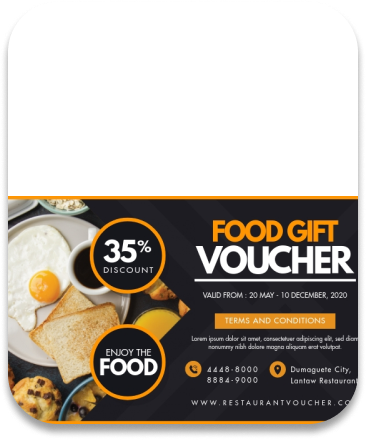 FOOD GIFT
VOUCHER
35%
DISCOUNT
VALID FROM : 20 MAY - 10 DECEMBER, 2020
TERMS AND CONDITIONS
Lorem ipsum dolor sit amet, consectetuer adipiscing elit, sed diam
nonummy nibh dolore magna aliquam erat volutpat.
ENJOY THE
FOOD
4448-8000
8884-9000
Dumaguete City,
Lantaw Restaurant
WWW.RESTAURANTVOUCHER.CO